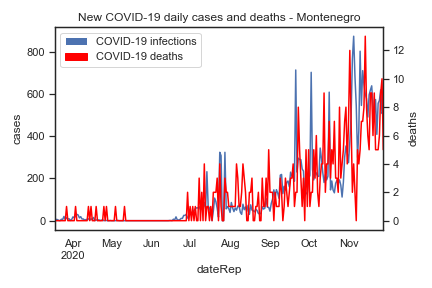 New COVID-19 daily cases and deaths - Montenegro
COVID-19 infections
COVID-19 deaths
800
600
400
200
0
cases
12
10
8
6
4
2
0
deaths
Apr May Jun Jul Aug Sep Oct Nov
2020
dateRep